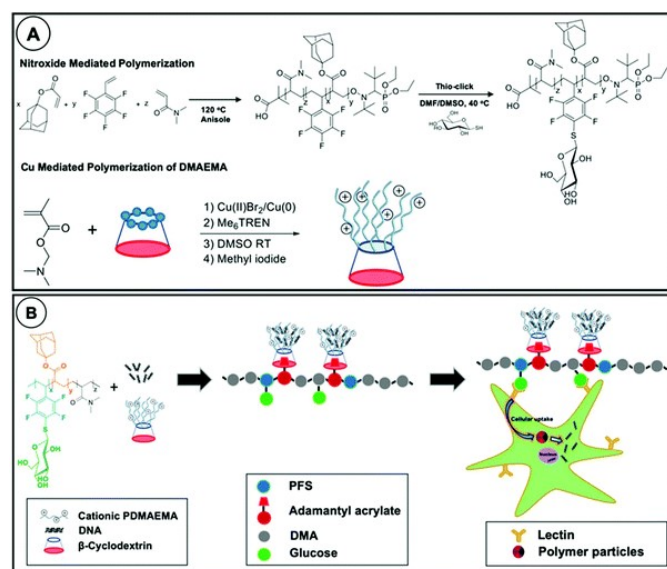 A
Nitroxide Mediated Polymerization
x
+ y
+ z
120 °C
Anisole
Thio-click
DMF/DMSO, 40 °C
Cu Mediated Polymerization of DMAEMA
+
1) Cu(II)Br2/Cu(0)
2) Me6TREN
3) DMSO RT
4) Methyl iodide
B
+
Cellular uptake
Nucleus
Cationic PDMAEMA
DNA
β-Cyclodextrin
PFS
Adamantyl acrylate
DMA
Glucose
Lectin
Polymer particles